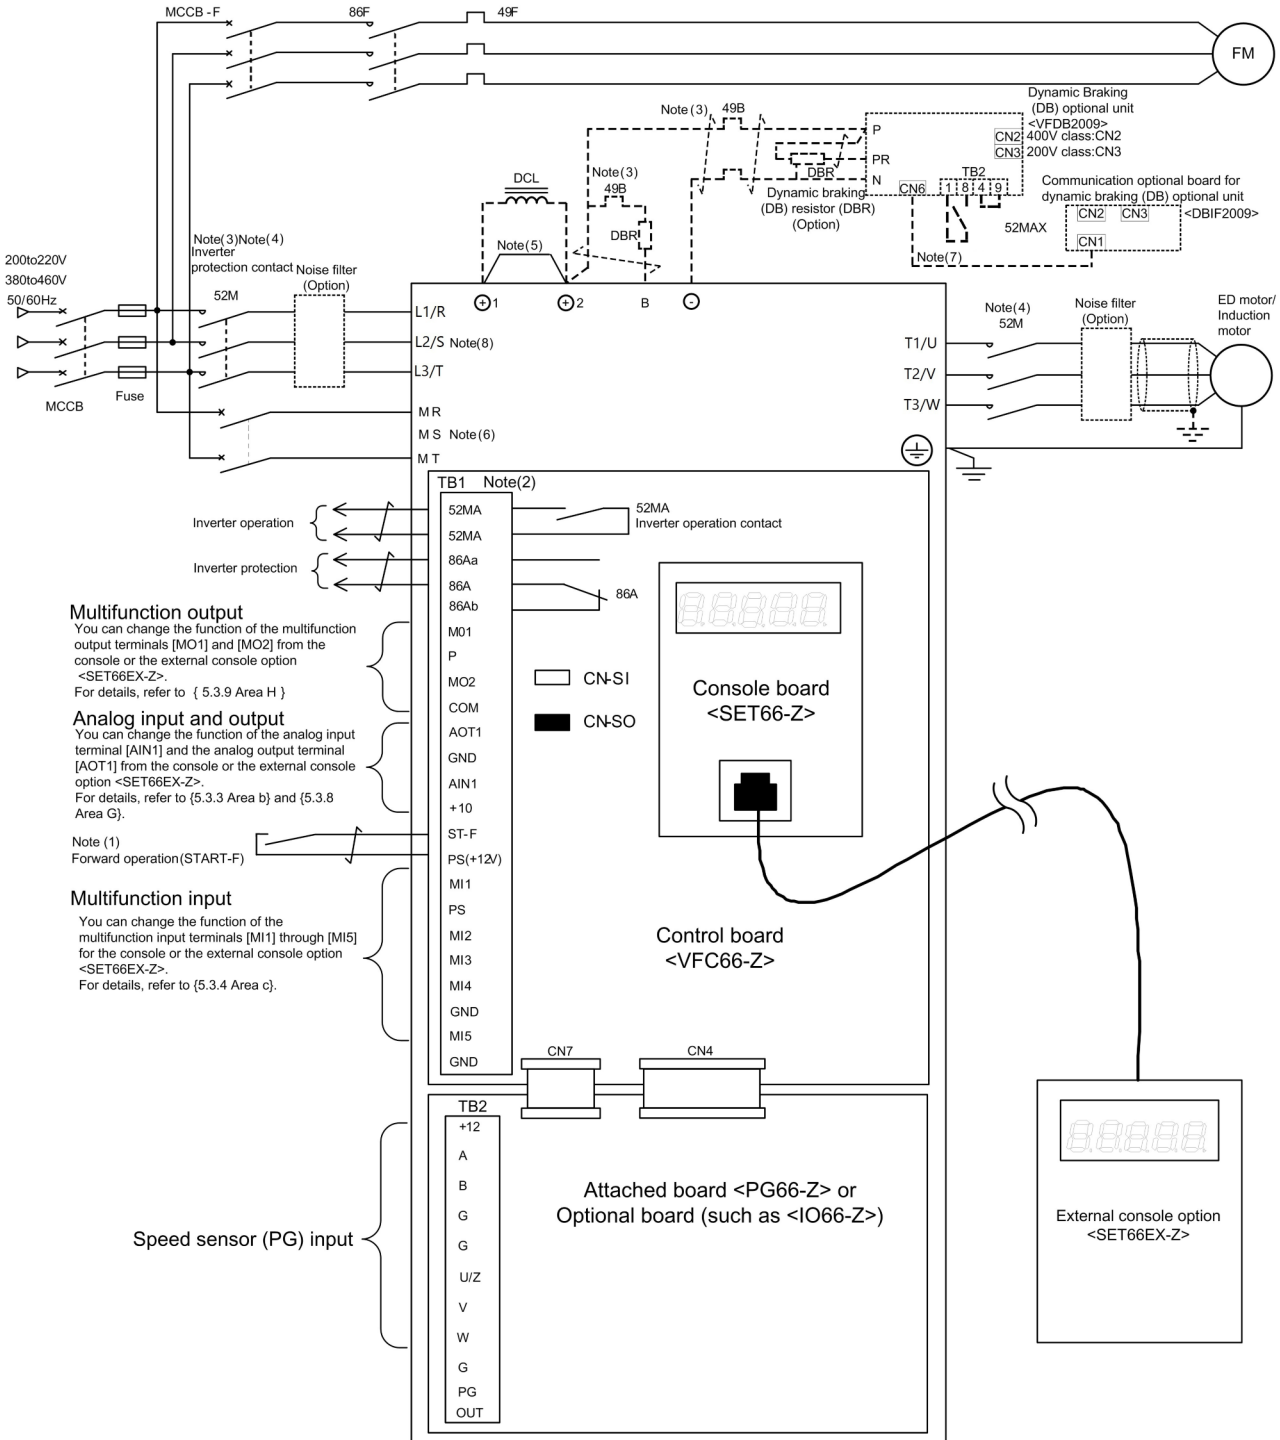 MCCB-F
86F
49F
FM
Note(3) 49B
Dynamic Braking
(DB) optional unit
<VFDB2009>
P
CN2 400V class:CN2
CN3 200V class:CN3
PR
DBR
N
CN6
TB2
1 8 4 9
Dynamic braking
(DB) resistor (DBR)
(Option)
52MAX
Note(7)
Communication optional board for
dynamic braking (DB) optional unit
<DBIF2009>
CN2 CN3
CN1
DCL
Note(5)
Note(3)
49B
DBR
200to220V
380to460V
50/60Hz
Note(3)Note(4)
Inverter
protection contact
52M
Noise filter
(Option)
MCCB
Fuse
+1
+2
B
-
L1/R
L2/S Note(8)
L3/T
MR
MS Note(6)
MT
T1/U
T2/V
T3/W
Note(4)
52M
Noise filter
(Option)
ED motor/
Induction
motor
TB1 Note(2)
52MA
52MA
86Aa
86A
86Ab
M01
P
MO2
COM
AOT1
GND
AIN1
+10
ST-F
PS(+12V)
MI1
PS
MI2
MI3
MI4
GND
MI5
GND
Inverter operation
Inverter protection
52MA
Inverter operation contact
86A
Multifunction output
You can change the function of the multifunction
output terminals [MO1] and [MO2] from the
console or the external console option
<SET66EX-Z>.
For details, refer to { 5.3.9 Area H }
Analog input and output
You can change the function of the analog input
terminal [AIN1] and the analog output terminal
[AOT1] from the console or the external console
option <SET66EX-Z>.
For details, refer to {5.3.3 Area b} and {5.3.8
Area G}.
Note (1)
Forward operation(START-F)
Multifunction input
You can change the function of the
multifunction input terminals [MI1] through [MI5]
for the console or the external console option
<SET66EX-Z>.
For details, refer to {5.3.4 Area c}.
CN-SI
CN-SO
88888
Console board
<SET66-Z>
Control board
<VFC66-Z>
CN7
CN4
TB2
+12
A
B
G
G
U/Z
V
W
G
PG
OUT
Speed sensor (PG) input
Attached board <PG66-Z> or
Optional board (such as <IO66-Z>)
88888
External console option
<SET66EX-Z>